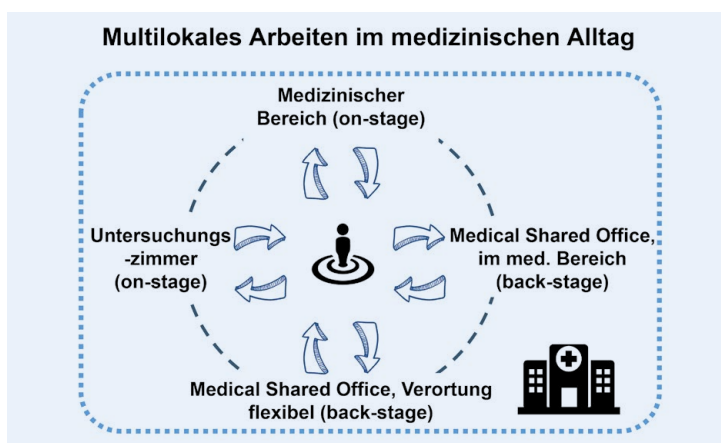 Multilokales Arbeiten im medizinischen Alltag
Medizinischer
Bereich (on-stage)
Untersuchungs
-zimmer
(on-stage)
Medical Shared Office,
im med. Bereich
(back-stage)
Medical Shared Office, Verortung
flexibel (back-stage)